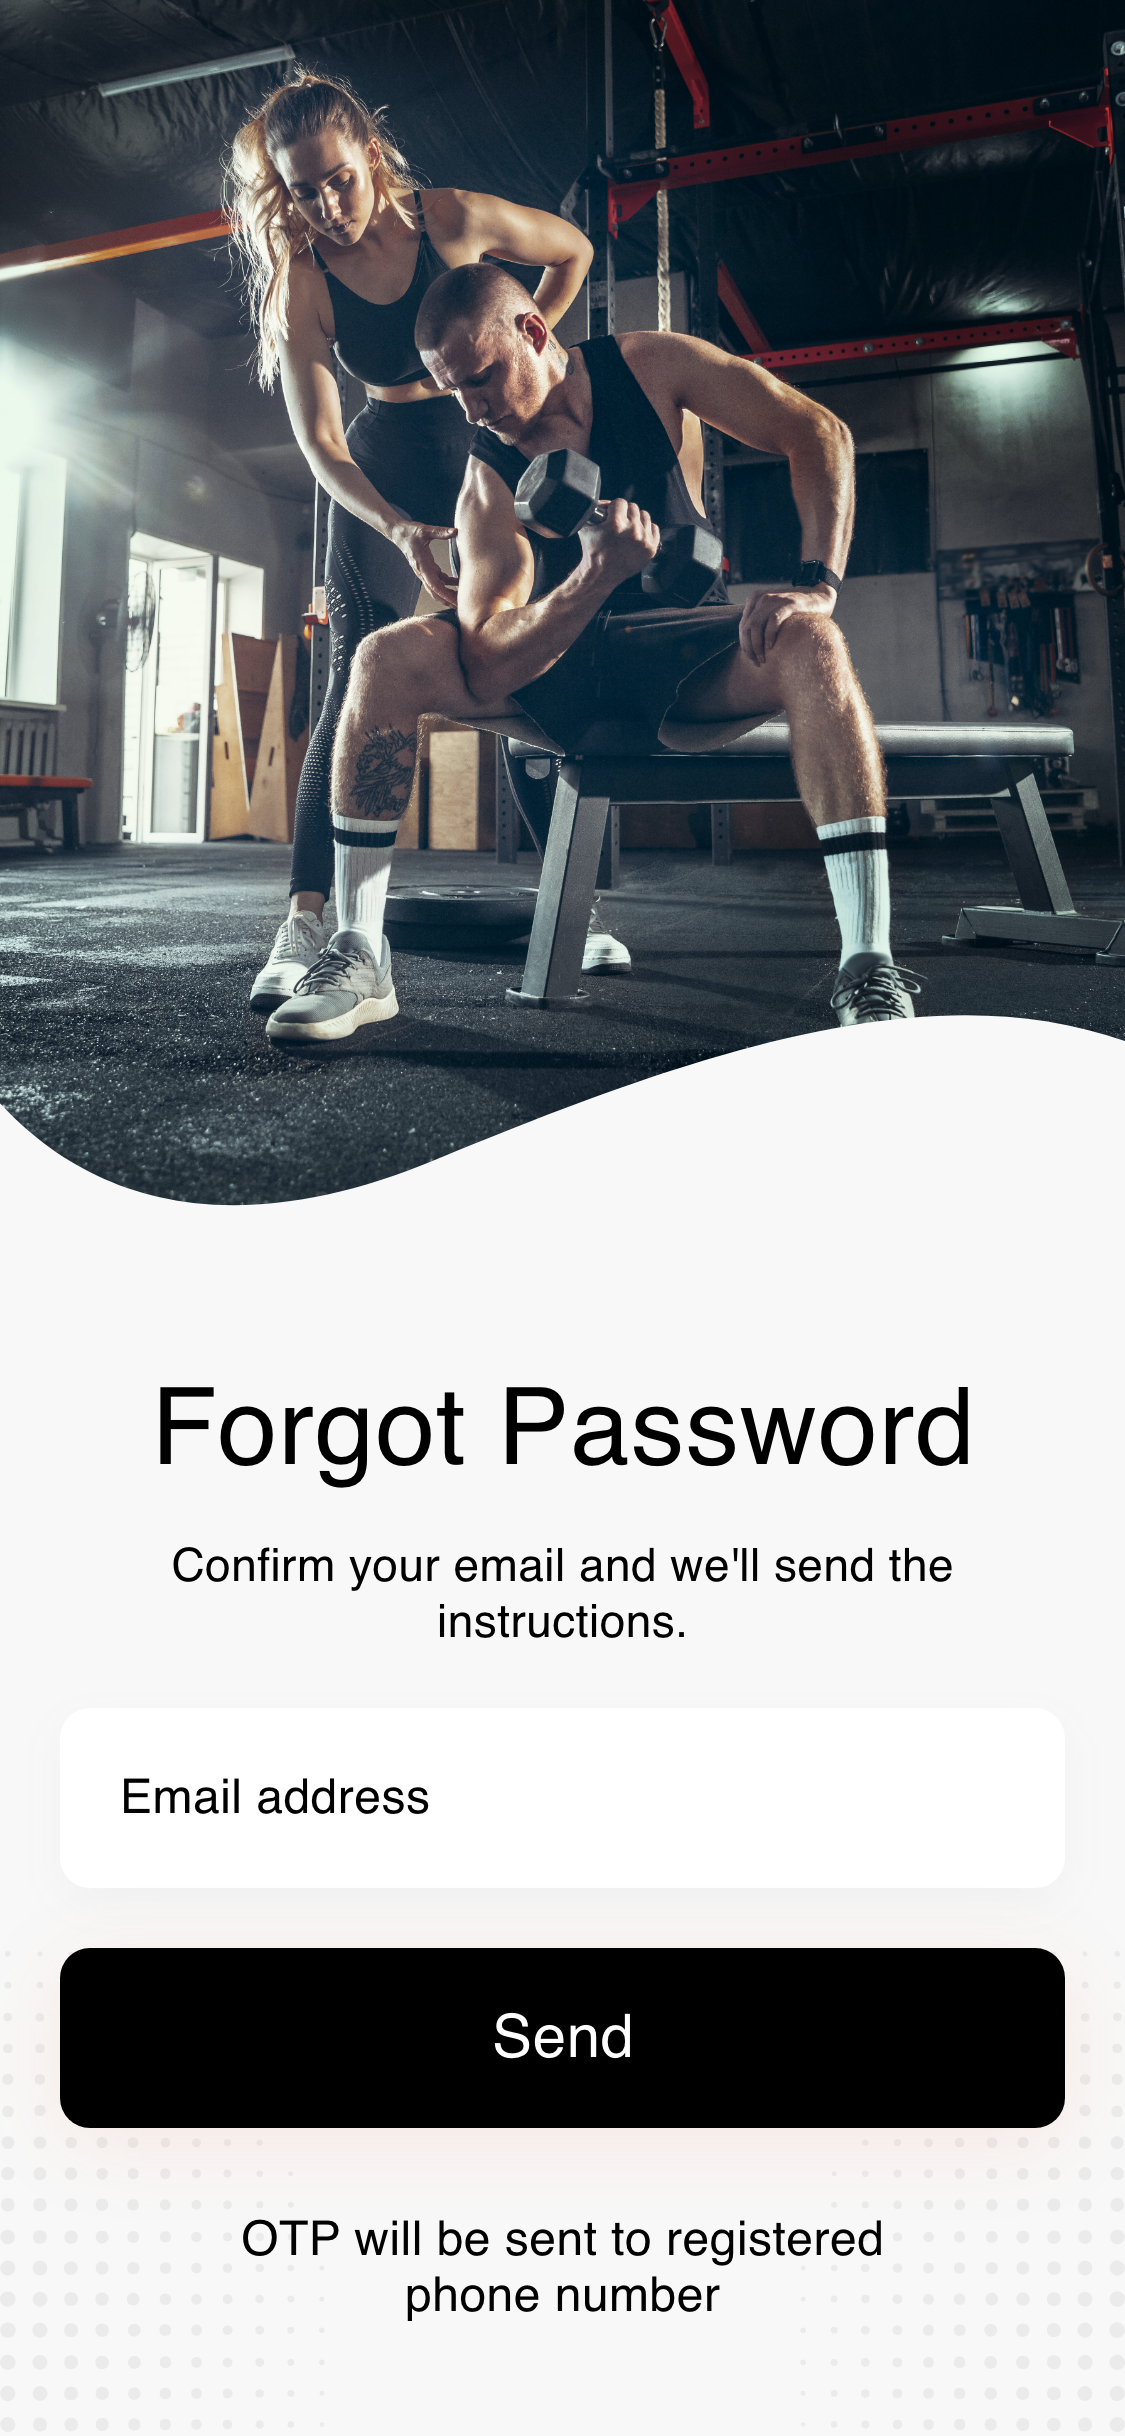 Forgot Password
Confirm your email and we'll send the
instructions.
Email address
Send
OTP will be sent to registered
phone number